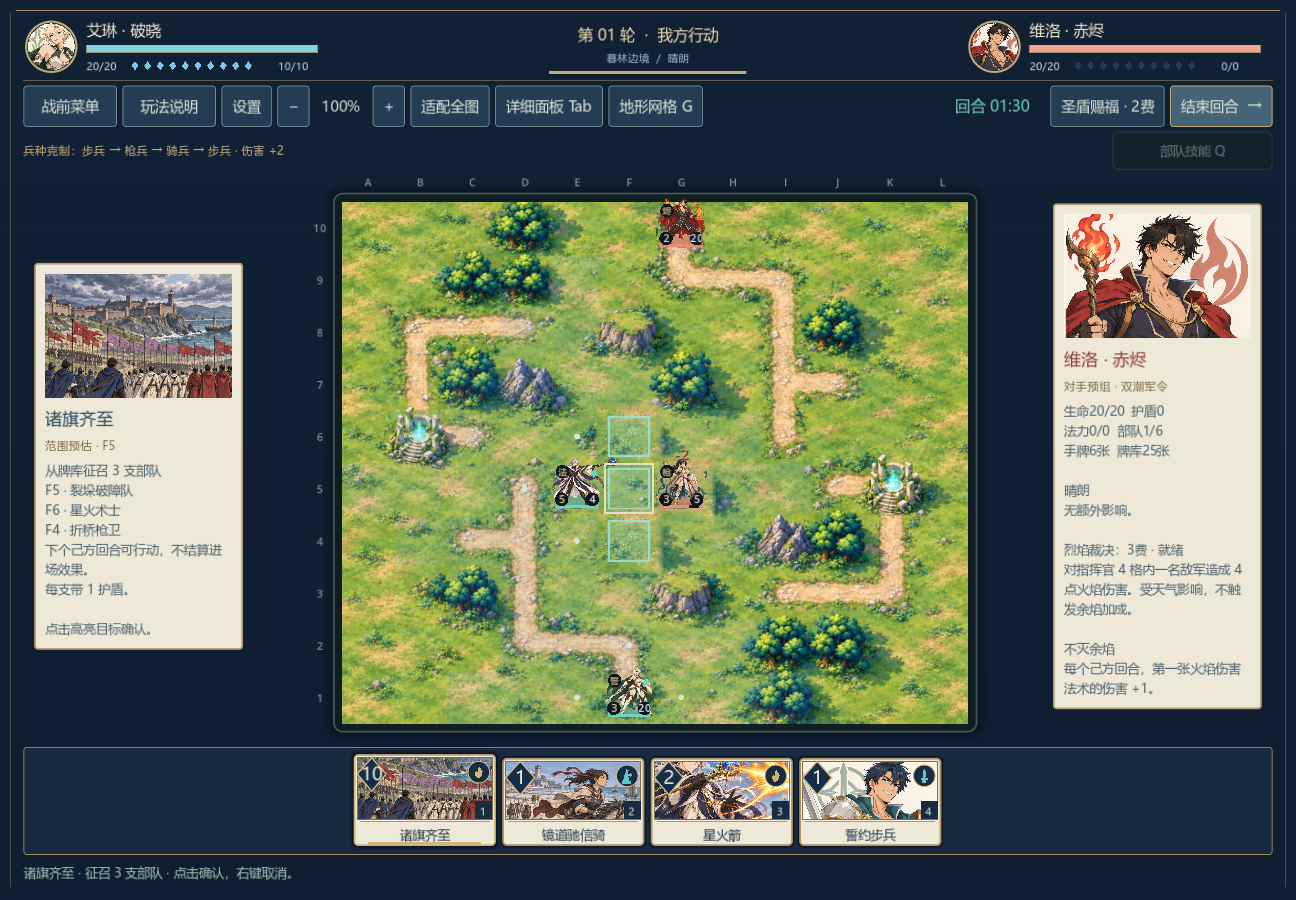 艾琳 · 破晓
20/20
10/10
第 01 轮 · 我方行动
暮林边境 / 晴朗
维洛 · 赤烬
20/20
0/0
战前菜单
玩法说明
设置
−
100%
+
适配全图
详细面板 Tab
地形网格 G
回合 01:30
圣盾赐福 · 2费
结束回合 →
兵种克制：步兵 → 枪兵 → 骑兵 → 步兵 · 伤害 +2
部队技能 Q
A B C D E F G H I J K L
10
9
8
7
6
5
4
3
2
1
2 20
法
5 4
枪
3 5
3 20
诸旗齐至
范围预估 · F5
从牌库征召 3 支部队
F5 · 裂垛破障队
F6 · 星火术士
F4 · 折桥枪卫
下个己方回合可行动，不结算进
场效果。
每支带 1 护盾。
点击高亮目标确认。
维洛 · 赤烬
对手预组 · 双潮军令
生命20/20 护盾0
法力0/0 部队1/6
手牌6张 牌库25张
晴朗
无额外影响。
烈焰裁决：3费 · 就绪
对指挥官 4 格内一名敌军造成 4
点火焰伤害。受天气影响，不触
发余焰加成。
不灭余焰
每个己方回合，第一张火焰伤害
法术的伤害 +1。
10
1
诸旗齐至
1
2
镜道驰信骑
2
3
星火箭
1
4
誓约步兵
诸旗齐至 · 征召 3 支部队 · 点击确认，右键取消。